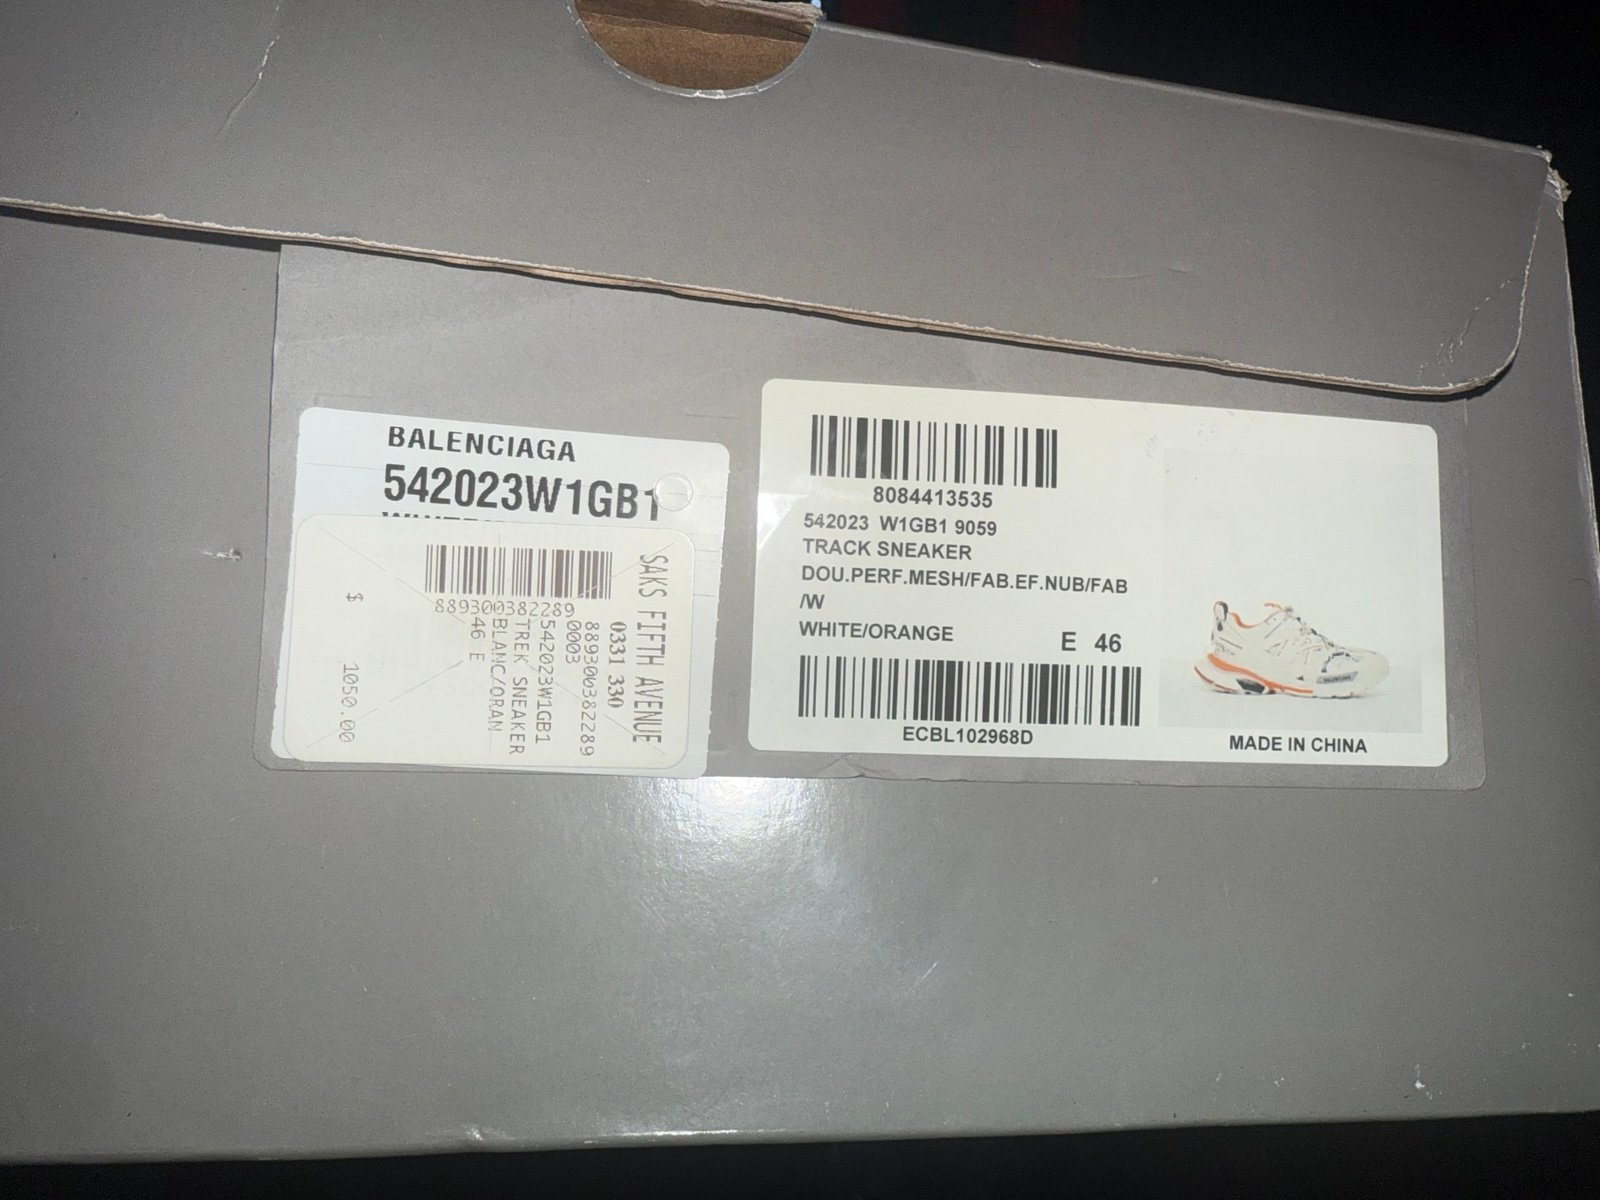 BALENCIAGA
542023W1GB1
SAKS FIFTH AVENUE
0331 330
889300382289
0003
542023W1GB1
TREK SNEAKER
BLANC/ORAN
46 E
889300382289
$ 1050.00
8084413535
542023 W1GB1 9059
TRACK SNEAKER
DOU.PERF.MESH/FAB.EF.NUB/FAB
/W
WHITE/ORANGE E 46
ECBL102968D
MADE IN CHINA